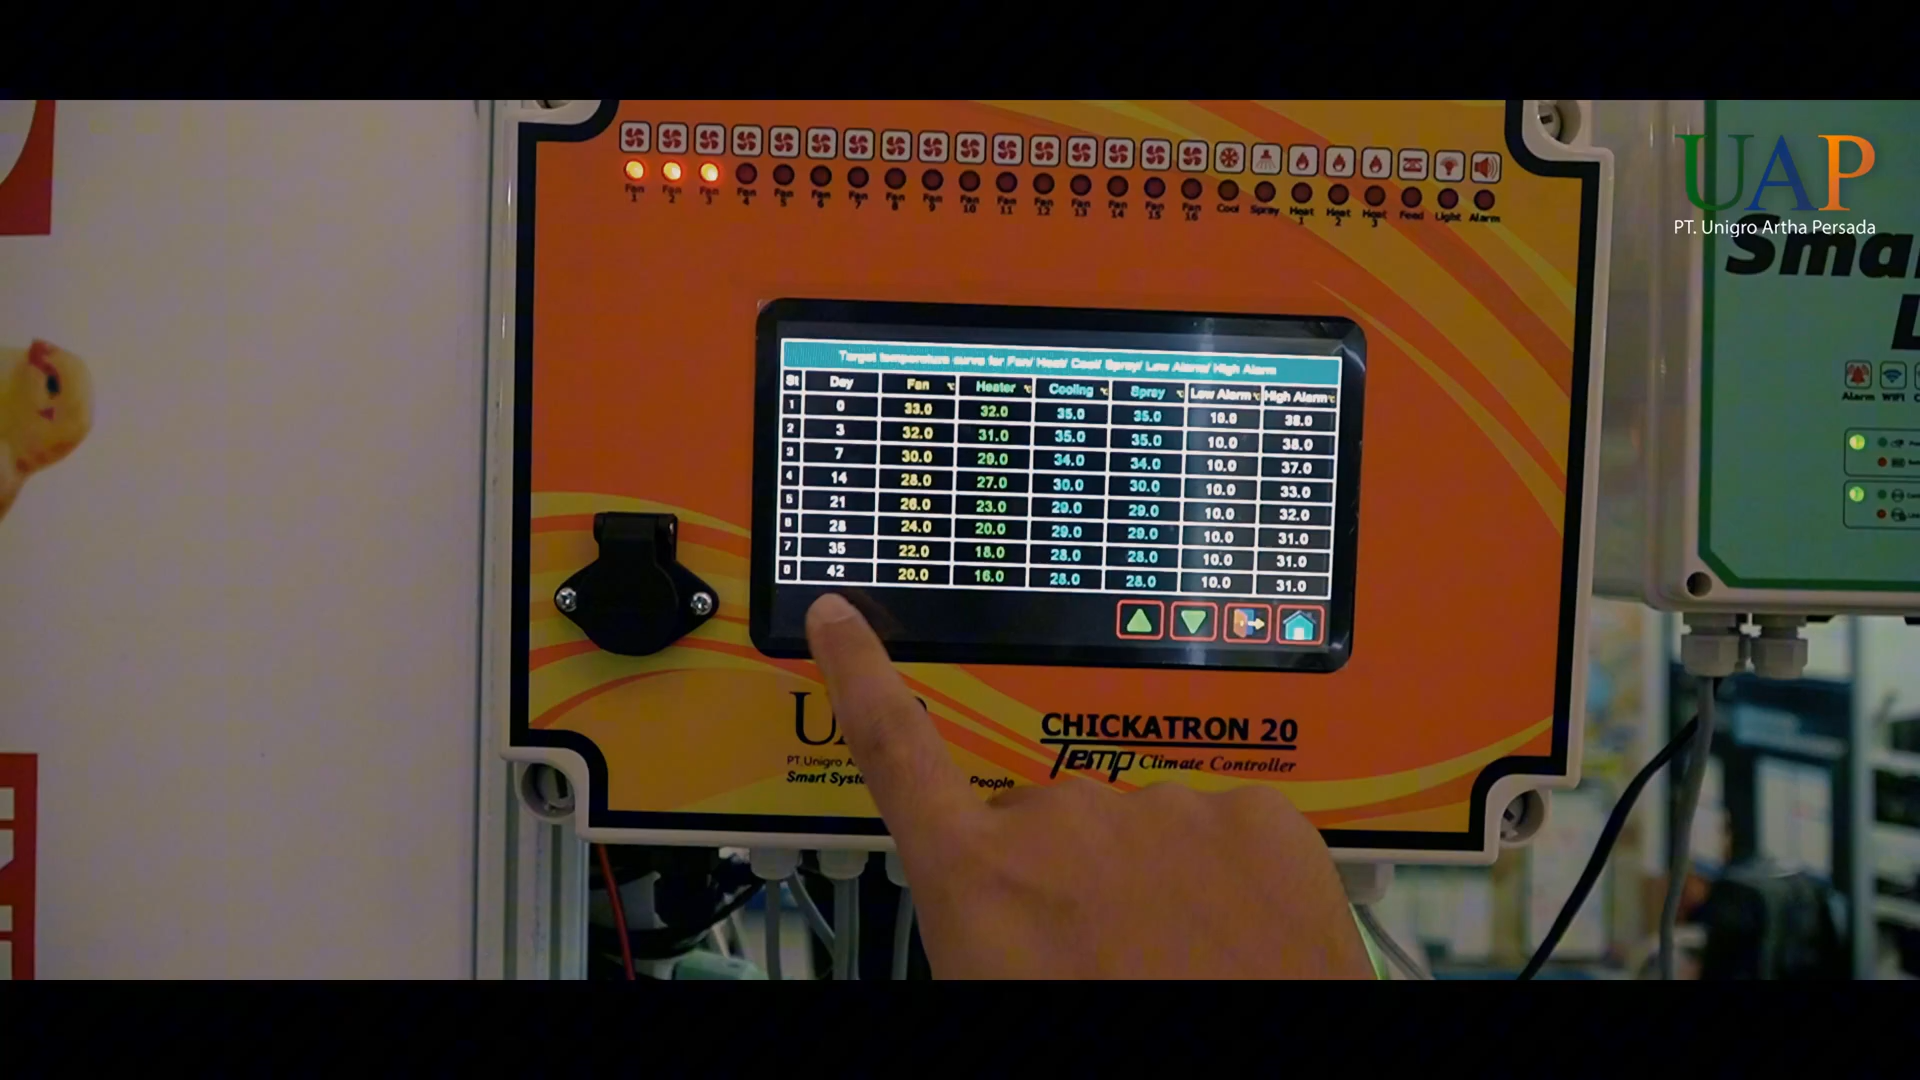 UAP
PT. Unigro Artha Persada
Fan 1 Fan 2 Fan 3 Fan 4 Fan 5 Fan 6 Fan 7 Fan 8 Fan 9 Fan 10 Fan 11 Fan 12 Fan 13 Fan 14 Fan 15 Fan 16 Cool Spray Heat 1 Heat 2 Heat 3 Feed Light Alarm
Target temperature curve for Fan/ Heat/ Cool/ Spray/ Low Alarm/ High Alarm
St Day Fan ℃ Heater ℃ Cooling ℃ Spray ℃ Low Alarm ℃ High Alarm ℃
1 0 33.0 32.0 35.0 35.0 10.0 38.0
2 3 32.0 31.0 35.0 35.0 10.0 38.0
3 7 30.0 29.0 34.0 34.0 10.0 37.0
4 14 28.0 27.0 30.0 30.0 10.0 33.0
5 21 26.0 23.0 29.0 29.0 10.0 32.0
6 28 24.0 20.0 29.0 29.0 10.0 31.0
7 35 22.0 18.0 28.0 28.0 10.0 31.0
8 42 20.0 16.0 28.0 28.0 10.0 31.0
PT.Unigro
Smart
People
CHICKATRON 20
Temp Climate Controller
Alarm WIFI